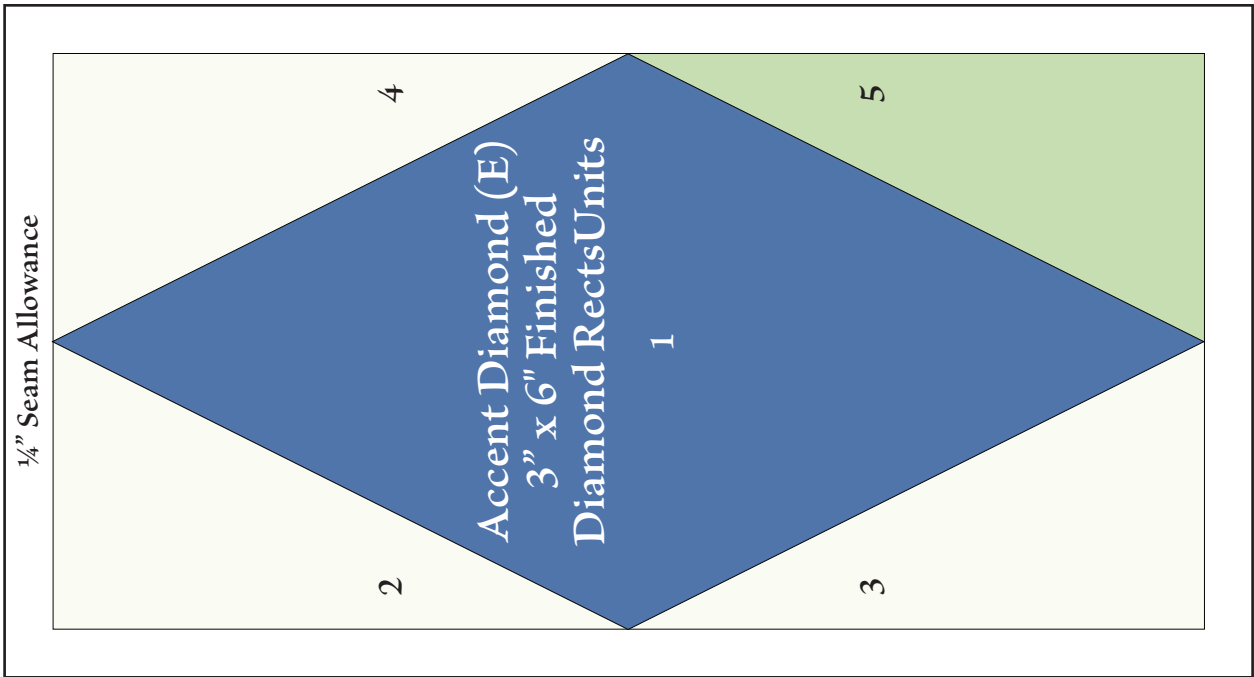 ¼” Seam Allowance
4
5
Accent Diamond (E)
3” x 6" Finished
Diamond RectsUnits
1
2
3